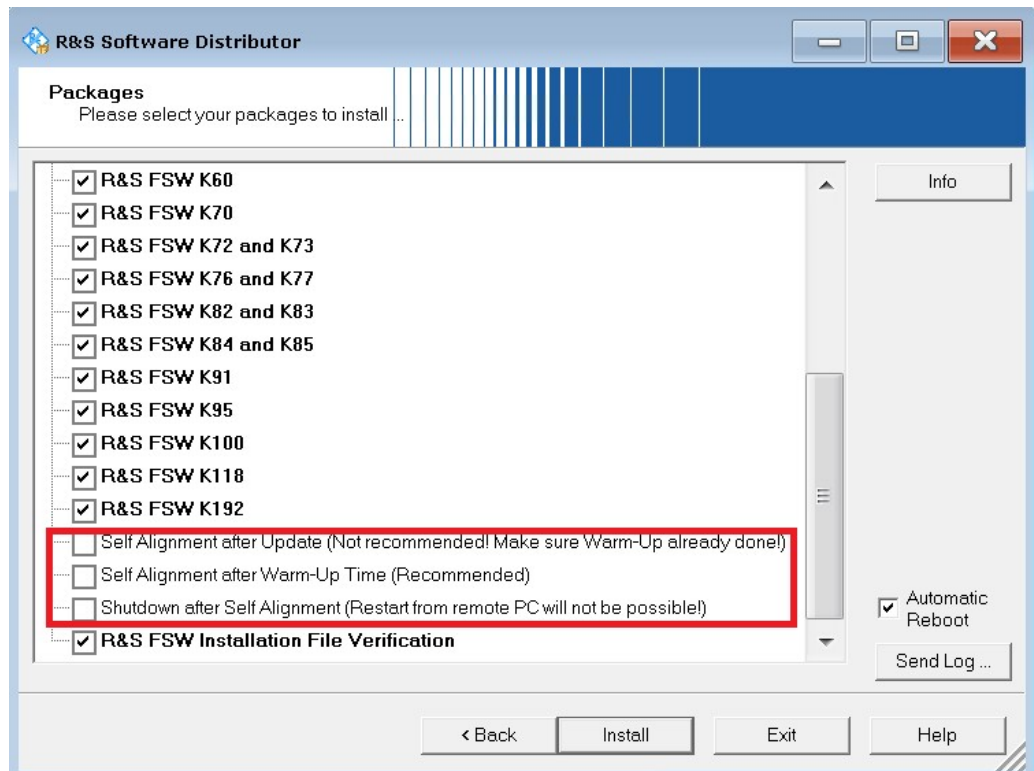 R&S Software Distributor
Packages
Please select your packages to install ...
R&S FSW K60
Info
R&S FSW K70
R&S FSW K72 and K73
R&S FSW K76 and K77
R&S FSW K82 and K83
R&S FSW K84 and K85
R&S FSW K91
R&S FSW K95
R&S FSW K100
R&S FSW K118
R&S FSW K192
Self Alignment after Update (Not recommended! Make sure Warm-Up already done!)
Self Alignment after Warm-Up Time (Recommended)
Shutdown after Self Alignment (Restart from remote PC will not be possible!)
R&S FSW Installation File Verification
Automatic
Reboot
Send Log ...
< Back
Install
Exit
Help